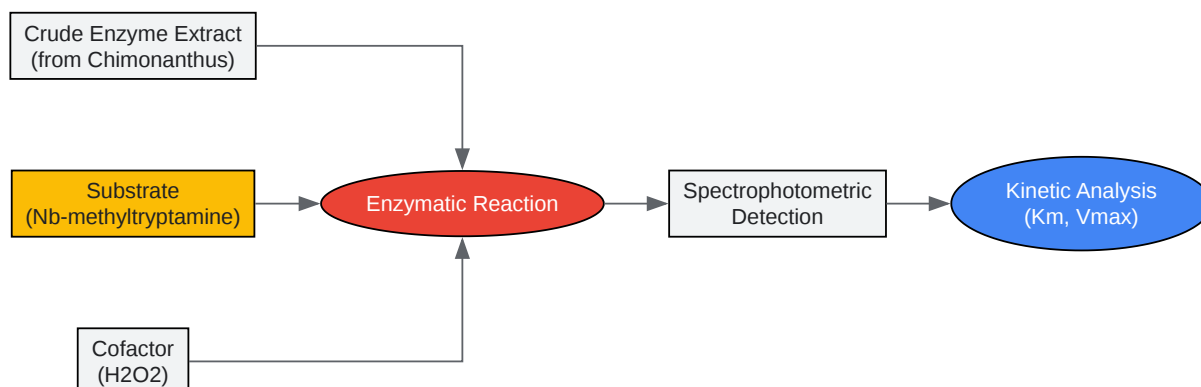 Crude Enzyme Extract
(from Chimonanthus)
Substrate
(Nb-methyltryptamine)
Enzymatic Reaction
Spectrophotometric
Detection
Kinetic Analysis
(Km, Vmax)
Cofactor
(H2O2)